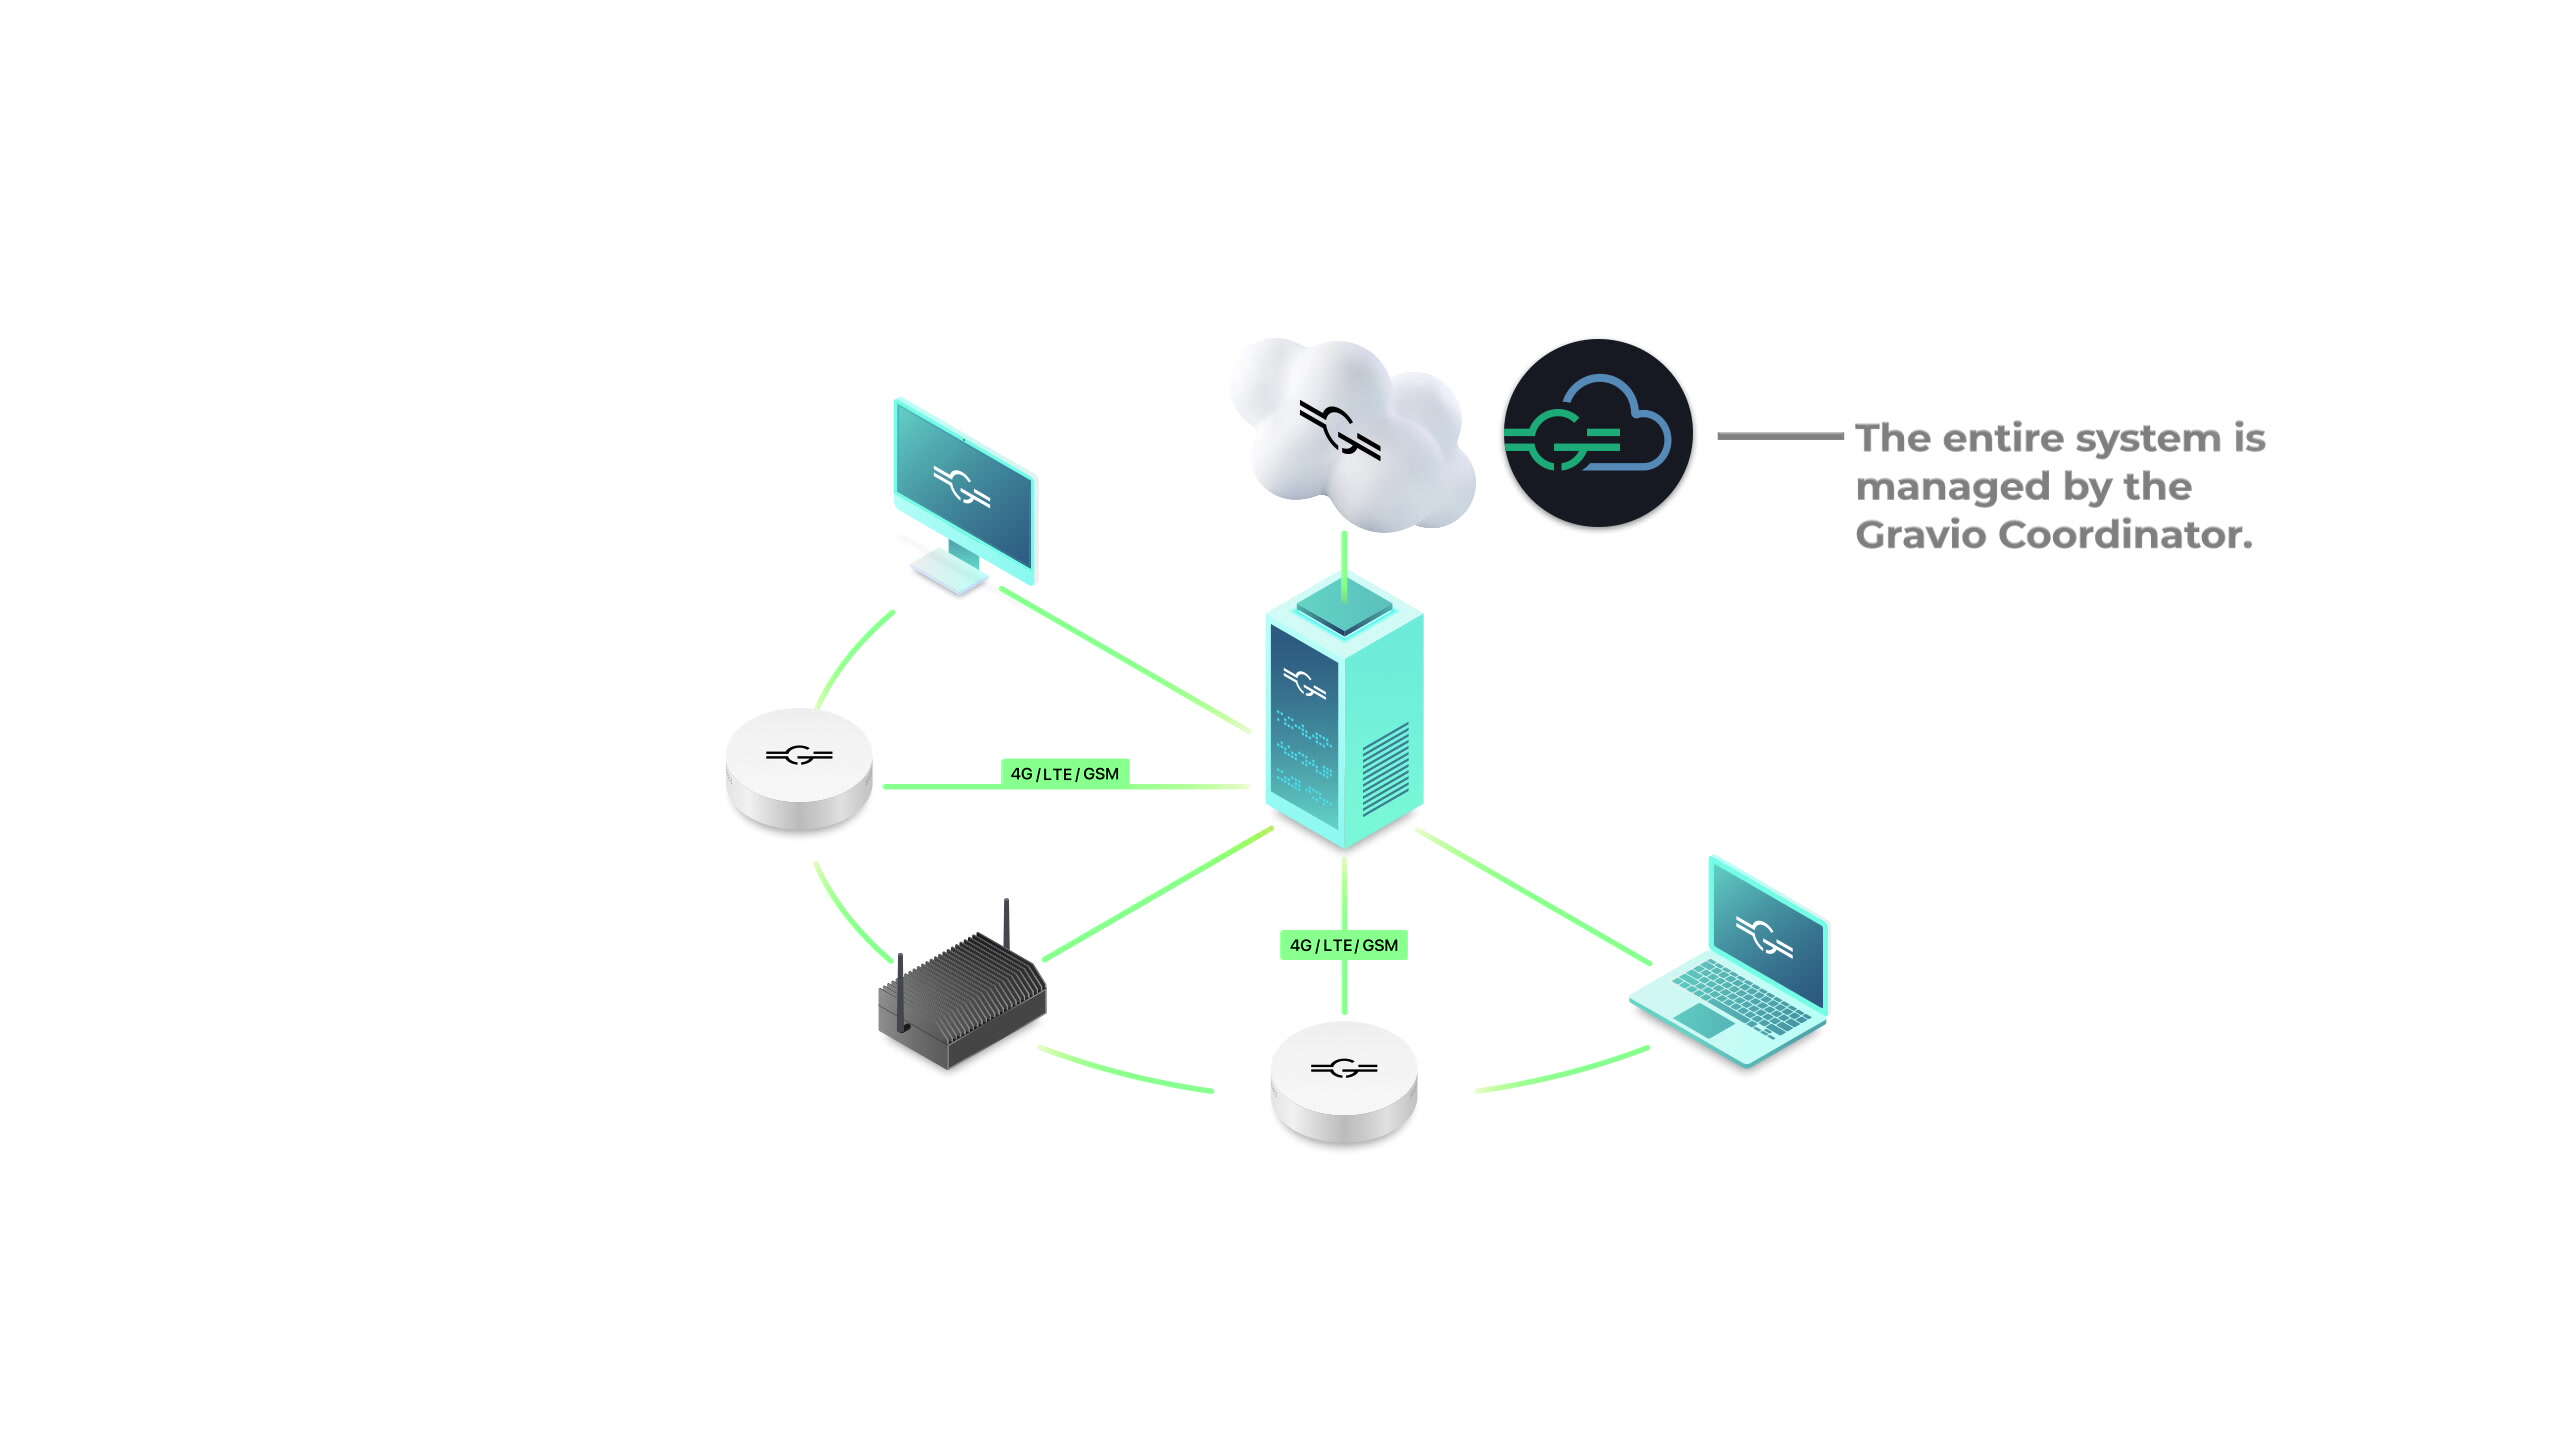 The entire system is
managed by the
Gravio Coordinator.
4G / LTE / GSM
4G / LTE / GSM